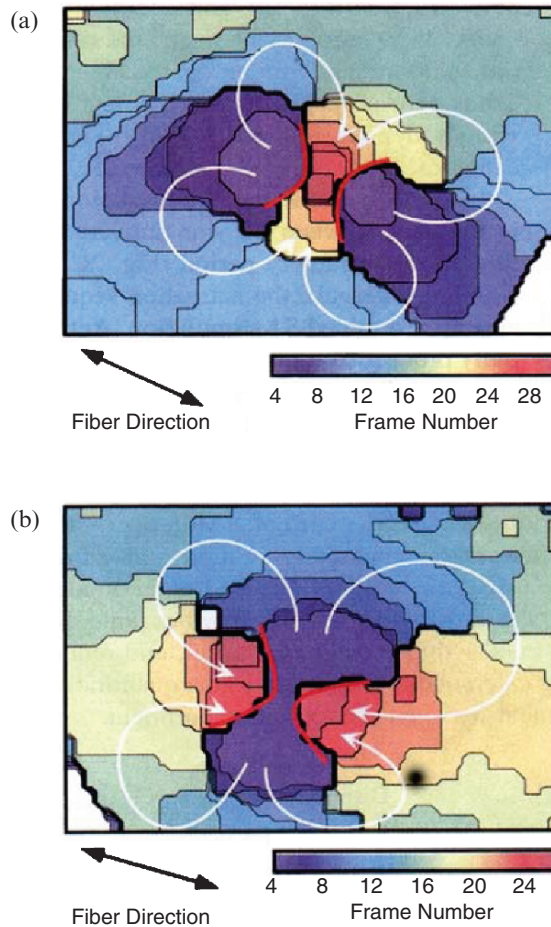 (a)
4 8 12 16 20 24 28
Fiber Direction Frame Number
(b)
4 8 12 16 20 24
Fiber Direction Frame Number